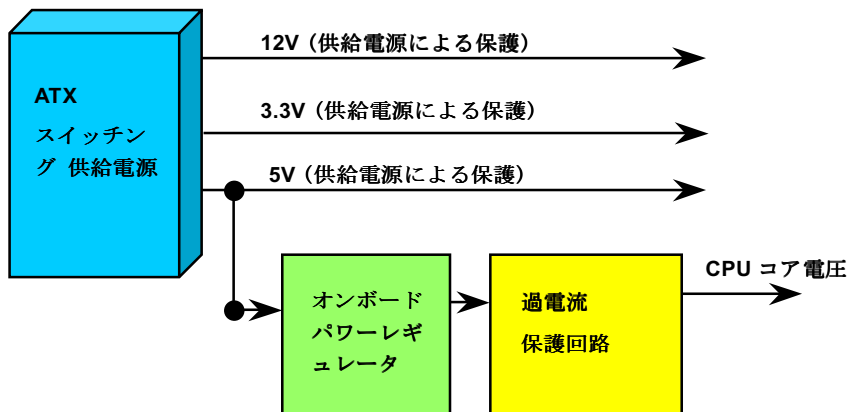 12V (供給電源による保護)
ATX
スイッチン
グ 供給電源
3.3V (供給電源による保護)
5V (供給電源による保護)
CPU コア電圧
オンボード
パワーレギ
ュレータ
過電流
保護回路